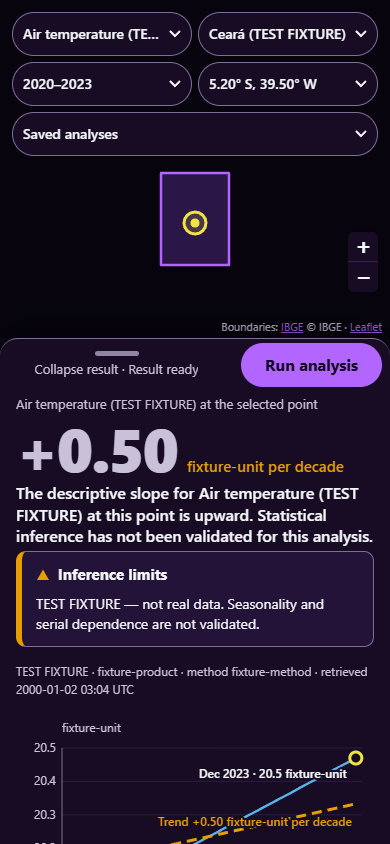 Air temperature (TE...
Ceará (TEST FIXTURE)
2020–2023
5.20° S, 39.50° W
Saved analyses
+
−
Boundaries: IBGE © IBGE · Leaflet
Collapse result · Result ready
Run analysis
Air temperature (TEST FIXTURE) at the selected point
+0.50 fixture-unit per decade
The descriptive slope for Air temperature (TEST
FIXTURE) at this point is upward. Statistical
inference has not been validated for this analysis.
Inference limits
TEST FIXTURE — not real data. Seasonality and
serial dependence are not validated.
TEST FIXTURE · fixture-product · method fixture-method · retrieved
2000-01-02 03:04 UTC
fixture-unit
20.5
Dec 2023 · 20.5 fixture-unit
20.4
20.3
Trend +0.50 fixture-unit per decade